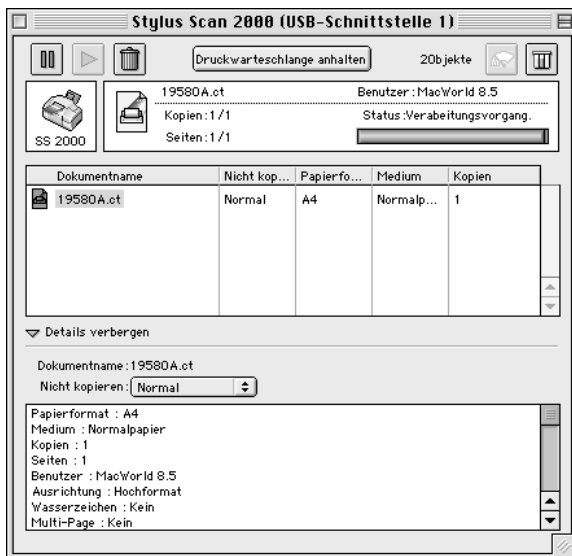 Stylus Scan 2000 (USB-Schnittstelle 1)
Druckwarteschlange anhalten
2Objekte
19580A.ct
Benutzer :MacWorld 8.5
Kopien:1/1
Status:Verabeitungsvorgang.
Seiten:1/1
SS 2000
Dokumentname Nicht kop... Papierfo... Medium Kopien
19580A.ct Normal A4 Normalp... 1
Details verbergen
Dokumentname:19580A.ct
Nicht kopieren: Normal
Papierformat : A4
Medium : Normalpapier
Kopien : 1
Seiten : 1
Benutzer : MacWorld 8.5
Ausrichtung : Hochformat
Wasserzeichen : Kein
Multi-Page : Kein